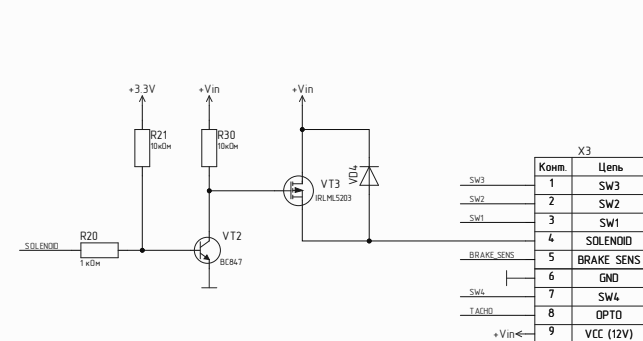 +3.3V
+Vin
+Vin
R21
10кОм
R30
10кОм
VT3
IRLML5203
VD4
X3
Конт.
Цепь
SW3
1
SW3
SW2
2
SW2
SW1
3
SW1
4
SOLENOID
BRAKE_SENS
5
BRAKE SENS
6
GND
SW4
7
SW4
TACHO
8
OPTO
+Vin
9
VCC (12V)
SOLENOID
R20
1 кОм
VT2
BC847